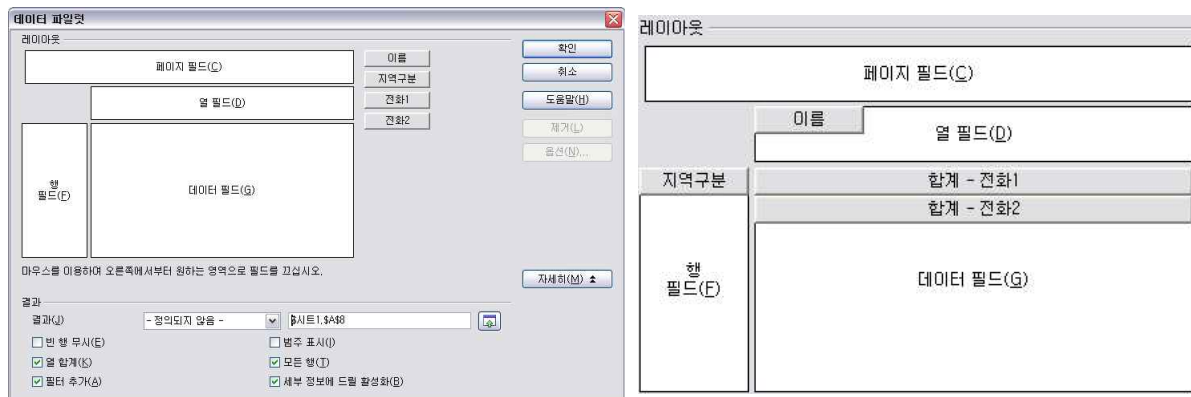 데이터 파일럿
레이아웃
페이지 필드(C)
열 필드(D)
행
필드(F)
데이터 필드(G)
이름
지역구분
전화1
전화2
확인
취소
도움말(H)
제거(L)
옵션(N)...
마우스를 이용하여 오른쪽에서부터 원하는 영역으로 필드를 끄십시오.
자세히(M)
결과
결과(J)
- 정의되지 않음 -
$시트1.$A$8
빈 행 무시(E)
범주 표시(I)
열 합계(K)
모든 행(T)
필터 추가(A)
세부 정보에 드릴 활성화(B)
레이아웃
페이지 필드(C)
이름
열 필드(D)
지역구분
합계 - 전화1
합계 - 전화2
행
필드(F)
데이터 필드(G)